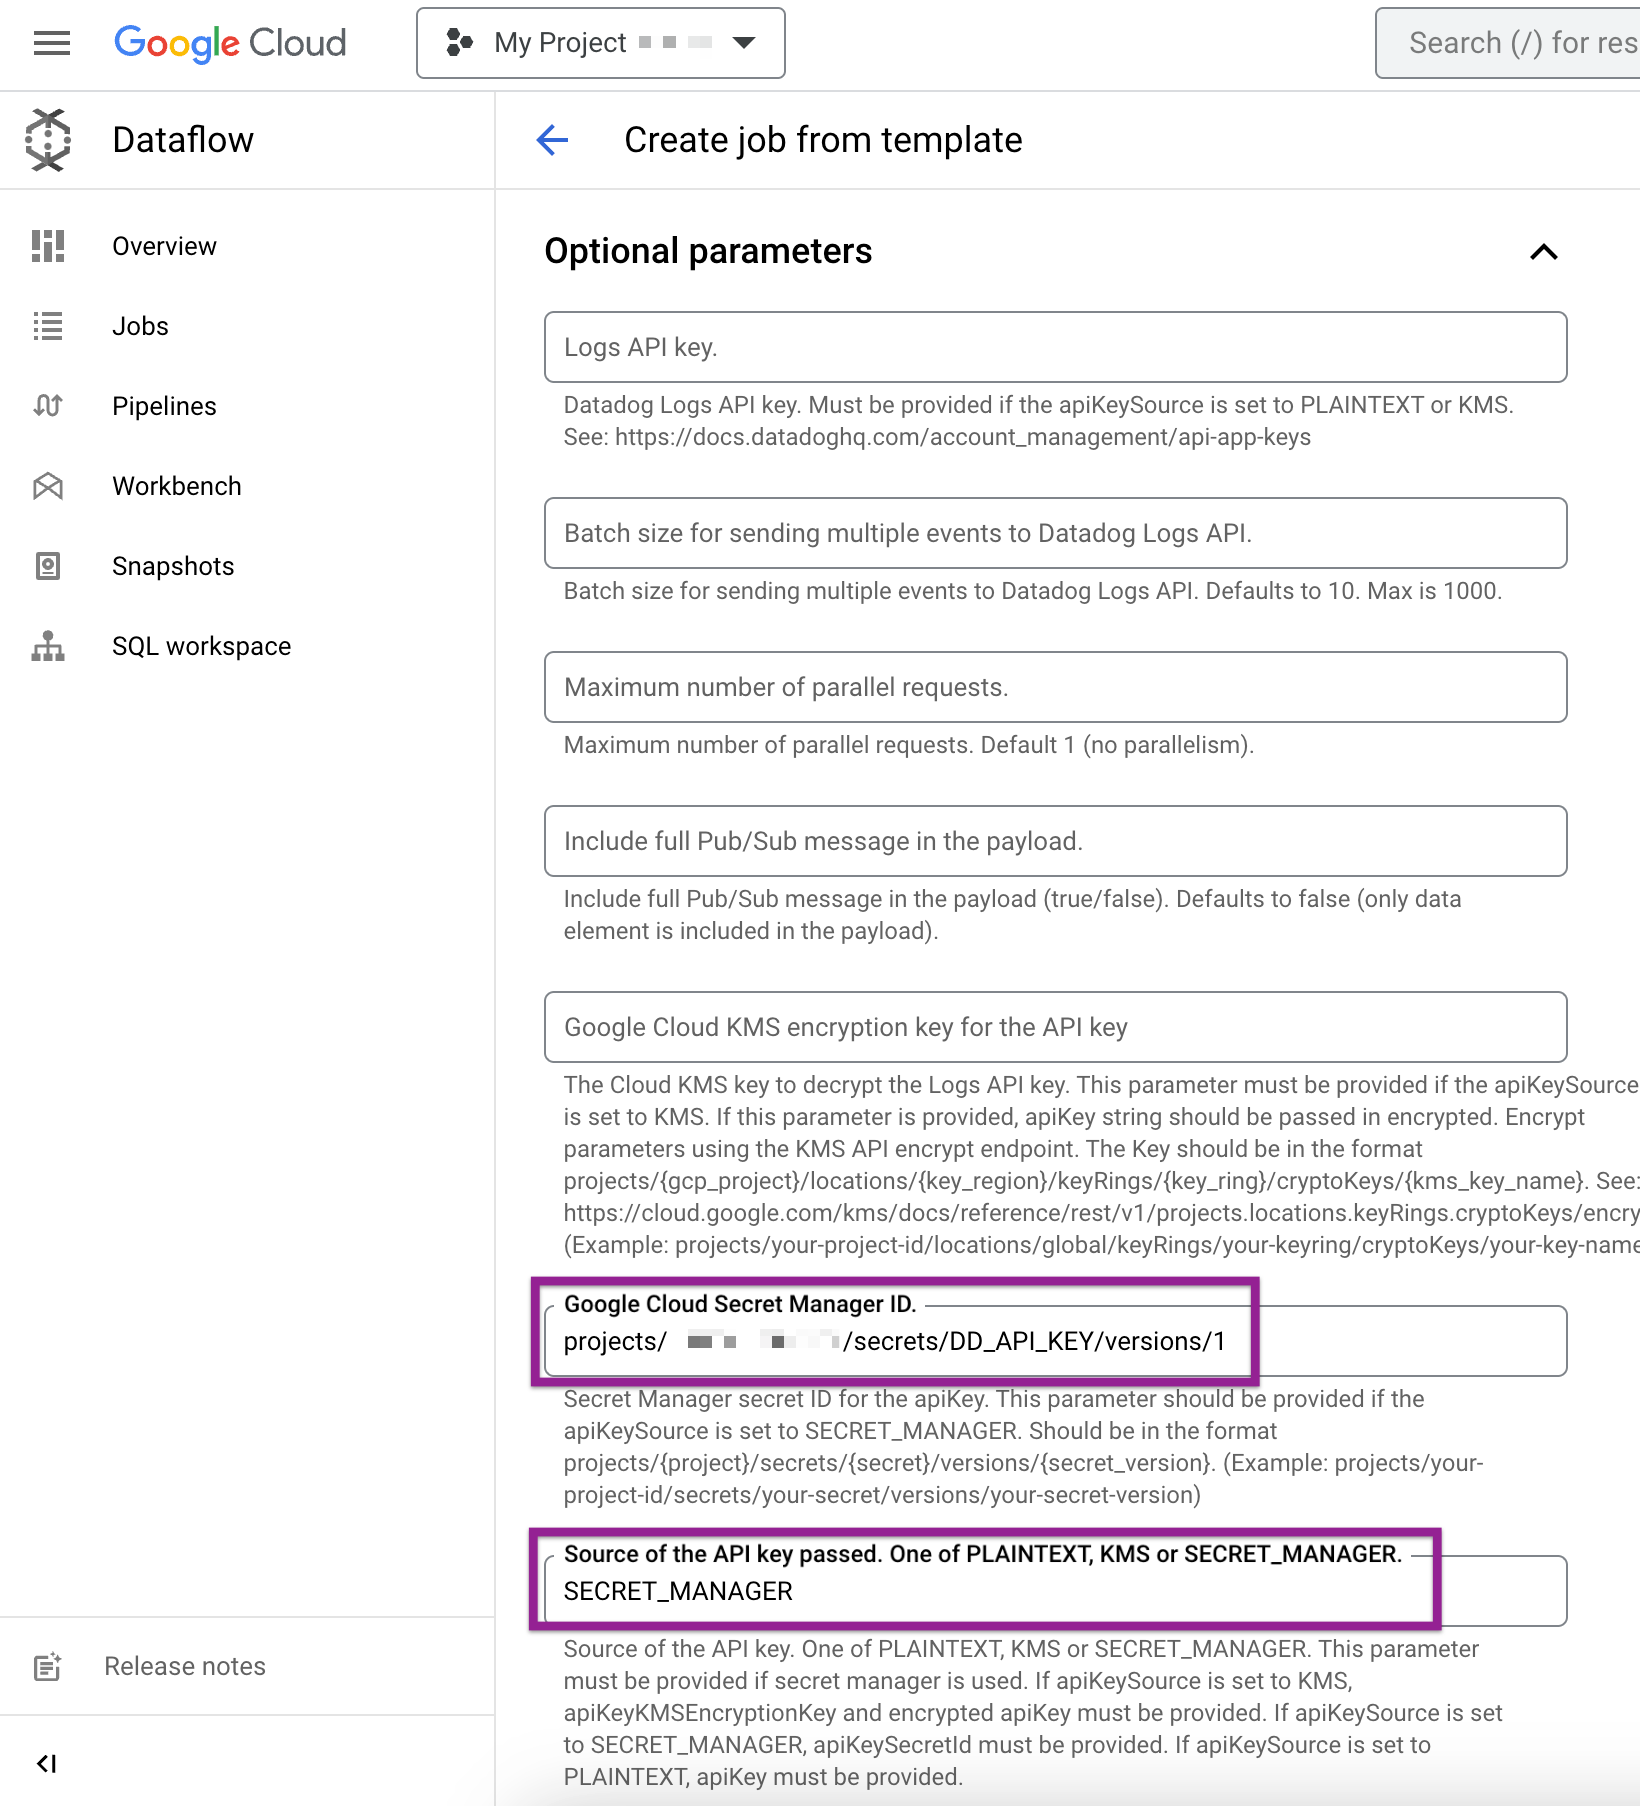 Google Cloud
My Project
Search (/) for res
Dataflow
Create job from template
Overview
Jobs
Pipelines
Workbench
Snapshots
SQL workspace
Release notes
Optional parameters
Logs API key.
Datadog Logs API key. Must be provided if the apiKeySource is set to PLAINTEXT or KMS.
See: https://docs.datadoghq.com/account_management/api-app-keys
Batch size for sending multiple events to Datadog Logs API.
Batch size for sending multiple events to Datadog Logs API. Defaults to 10. Max is 1000.
Maximum number of parallel requests.
Maximum number of parallel requests. Default 1 (no parallelism).
Include full Pub/Sub message in the payload.
Include full Pub/Sub message in the payload (true/false). Defaults to false (only data
element is included in the payload).
Google Cloud KMS encryption key for the API key
The Cloud KMS key to decrypt the Logs API key. This parameter must be provided if the apiKeySource
is set to KMS. If this parameter is provided, apiKey string should be passed in encrypted. Encrypt
parameters using the KMS API encrypt endpoint. The Key should be in the format
projects/{gcp_project}/locations/{key_region}/keyRings/{key_ring}/cryptoKeys/{kms_key_name}. See:
https://cloud.google.com/kms/docs/reference/rest/v1/projects.locations.keyRings.cryptoKeys/encry
(Example: projects/your-project-id/locations/global/keyRings/your-keyring/cryptoKeys/your-key-name
Google Cloud Secret Manager ID.
projects/ /secrets/DD_API_KEY/versions/1
Secret Manager secret ID for the apiKey. This parameter should be provided if the
apiKeySource is set to SECRET_MANAGER. Should be in the format
projects/{project}/secrets/{secret}/versions/{secret_version}. (Example: projects/your-
project-id/secrets/your-secret/versions/your-secret-version)
Source of the API key passed. One of PLAINTEXT, KMS or SECRET_MANAGER.
SECRET_MANAGER
Source of the API key. One of PLAINTEXT, KMS or SECRET_MANAGER. This parameter
must be provided if secret manager is used. If apiKeySource is set to KMS,
apiKeyKMSEncryptionKey and encrypted apiKey must be provided. If apiKeySource is set
to SECRET_MANAGER, apiKeySecretId must be provided. If apiKeySource is set to
PLAINTEXT, apiKey must be provided.